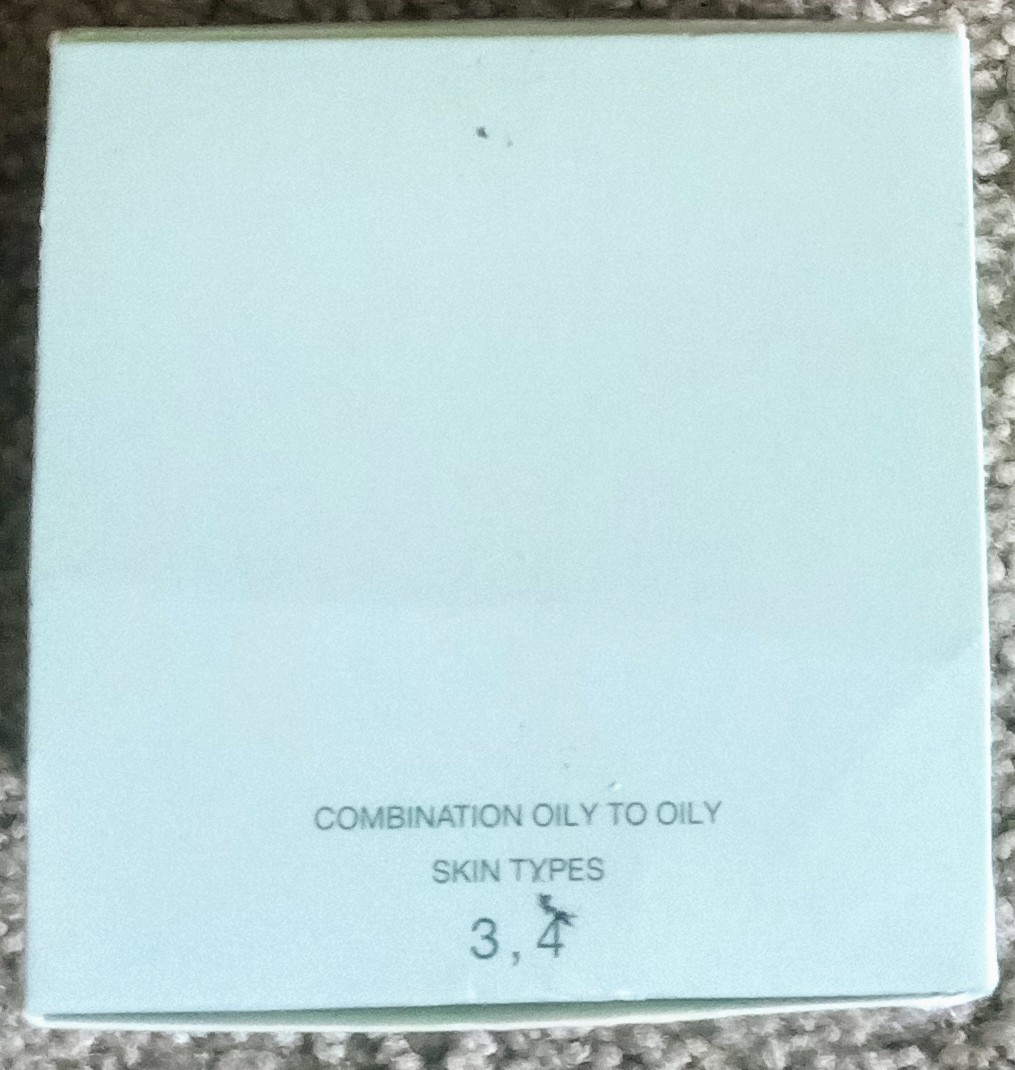 COMBINATION OILY TO OILY
SKIN TYPES
3, 4